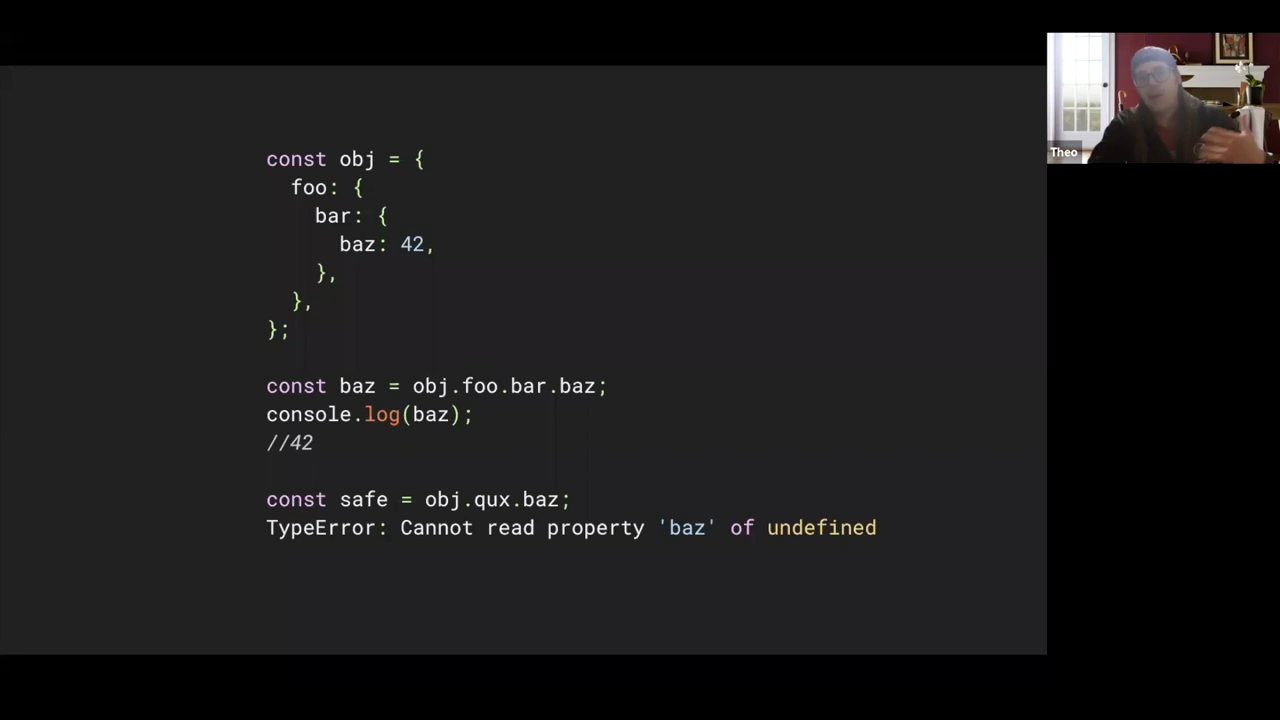 const obj = {
  foo: {
    bar: {
      baz: 42,
    },
  },
};
const baz = obj.foo.bar.baz;
console.log(baz);
//42
const safe = obj.qux.baz;
TypeError: Cannot read property 'baz' of undefined
Theo